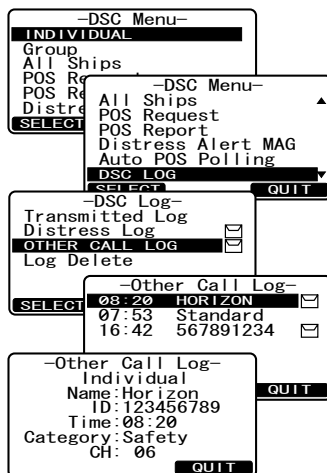 -DSC Menu-
INDIVIDUAL
Group
All Ships
POS Re
POS Re
Distre
SELECT
-DSC Menu-
All Ships
POS Request
POS Report
Distress Alert MAG
Auto POS Polling
DSC LOG
SELECT QUIT
-DSC Log-
Transmitted Log
Distress Log
OTHER CALL LOG
Log Delete
SELECT
-Other Call Log-
08:20 HORIZON
07:53 Standard
16:42 567891234
QUIT
-Other Call Log-
Individual
Name:Horizon
ID:123456789
Time:08:20
Category:Safety
CH: 06
QUIT